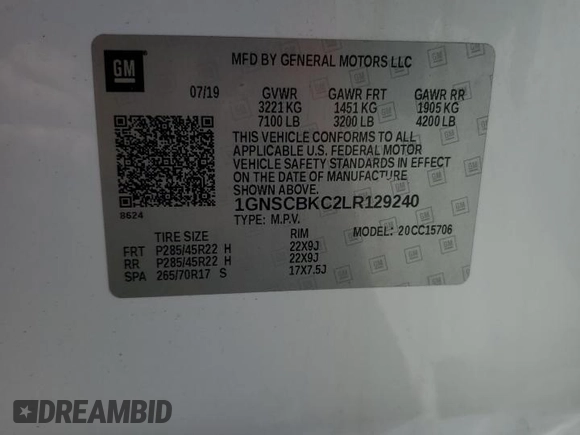 GM
MFD BY GENERAL MOTORS LLC
07/19 GVWR GAWR FRT GAWR RR
3221 KG 1451 KG 1905 KG
7100 LB 3200 LB 4200 LB
THIS VEHICLE CONFORMS TO ALL
APPLICABLE U.S. FEDERAL MOTOR
VEHICLE SAFETY STANDARDS IN EFFECT
ON THE DATE OF MANUFACTURE
SHOWN ABOVE.
8624
1GNSCBKC2LR129240
TYPE: M.P.V. MODEL: 20CC15706
TIRE SIZE RIM
FRT P285/45R22 H 22X9J
RR P285/45R22 H 22X9J
SPA 265/70R17 S 17X7.5J
DREAMBID